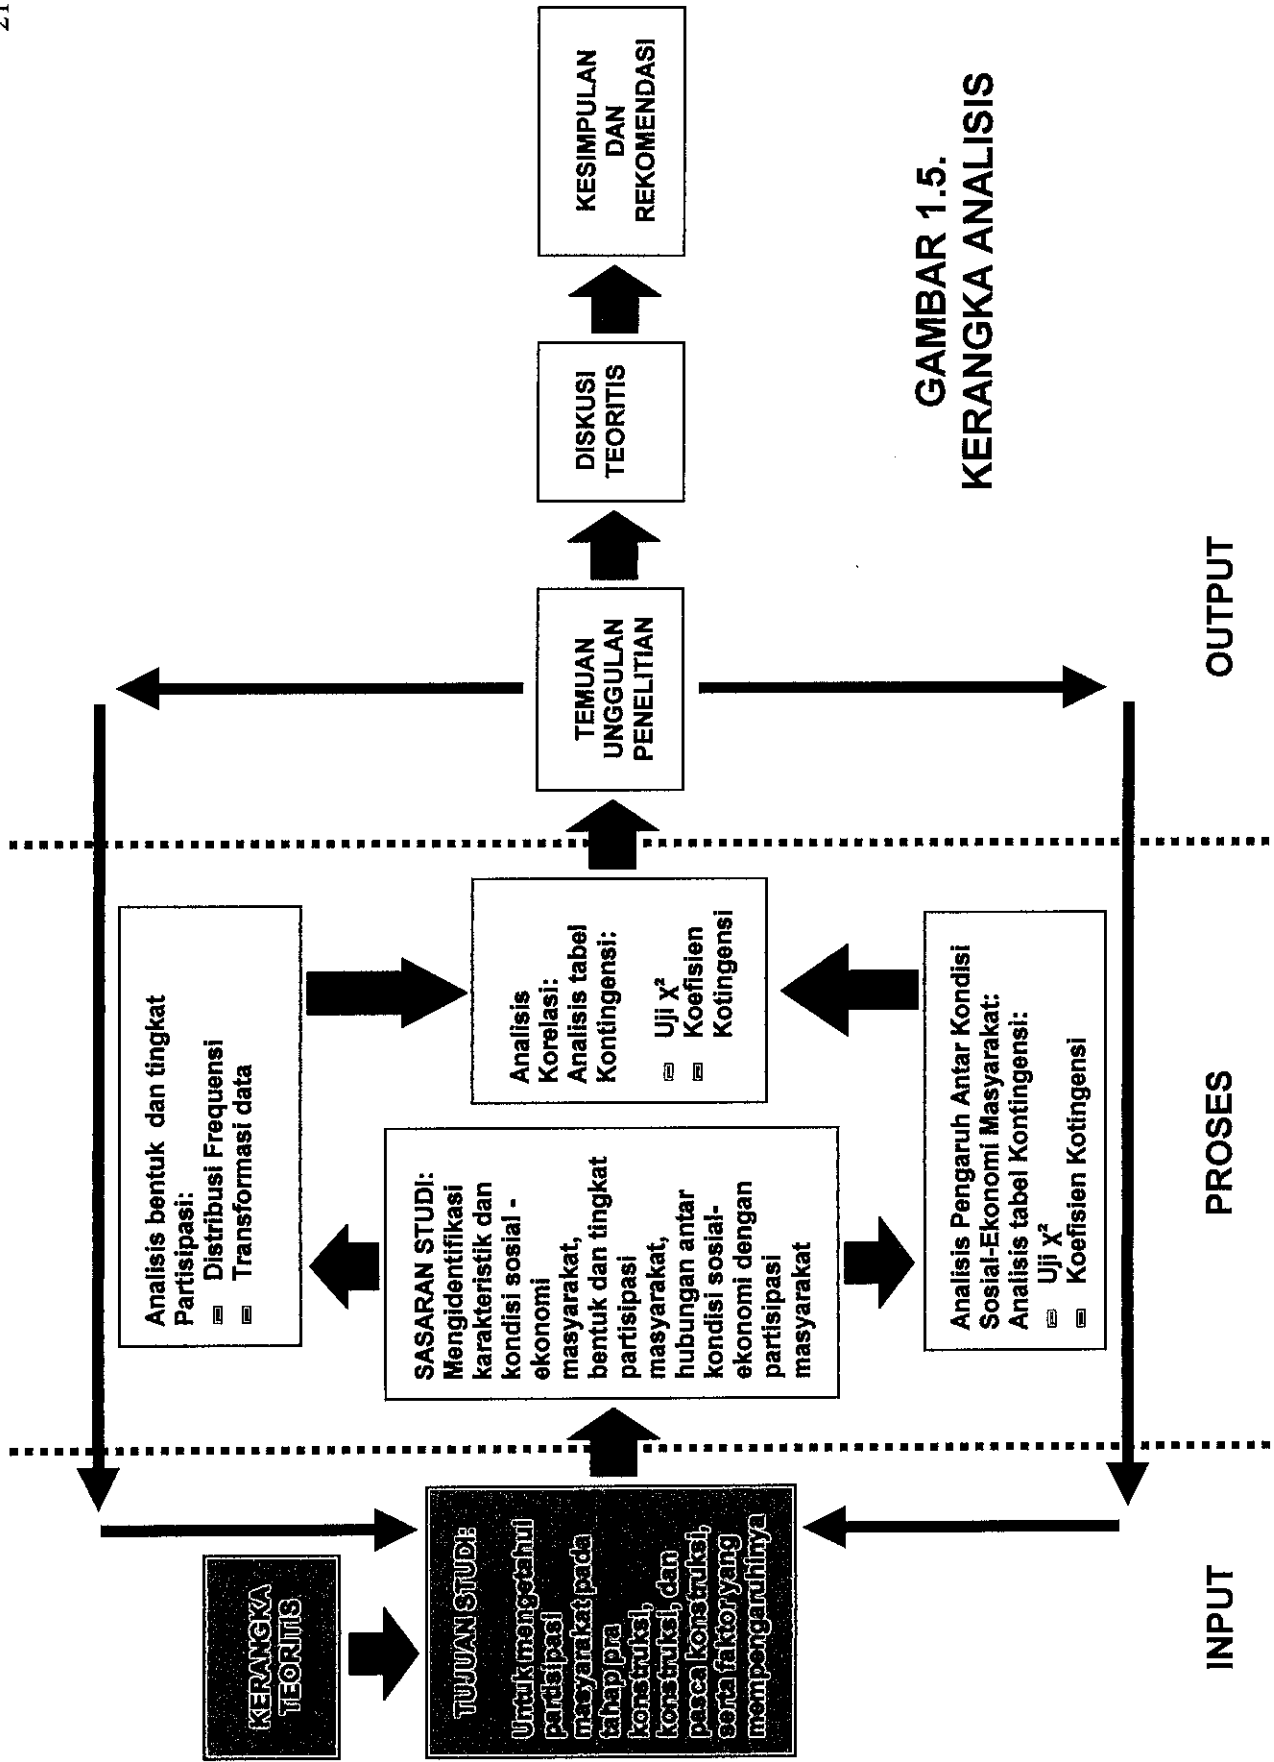 21
KERANGKA
TEORITIS
TUJUAN STUDI:
Untuk mengetahui
partisipasi
masyarakat pada
tahap pra
konstruksi,
konstruksi, dan
pasca konstruksi,
serta faktor yang
mempengaruhinya
INPUT
Analisis bentuk dan tingkat
Partisipasi:
Distribusi Frequensi
Transformasi data
SASARAN STUDI:
Mengidentifikasi
karakteristik dan
kondisi sosial -
ekonomi
masyarakat,
bentuk dan tingkat
partisipasi
masyarakat,
hubungan antar
kondisi sosial-
ekonomi dengan
partisipasi
masyarakat
Analisis
Korelasi:
Analisis tabel
Kontingensi:
Uji χ²
Koefisien
Kotingensi
Analisis Pengaruh Antar Kondisi
Sosial-Ekonomi Masyarakat:
Analisis tabel Kontingensi:
Uji χ²
Koefisien Kotingensi
PROSES
TEMUAN
UNGGULAN
PENELITIAN
DISKUSI
TEORITIS
KESIMPULAN
DAN
REKOMENDASI
OUTPUT
GAMBAR 1.5.
KERANGKA ANALISIS